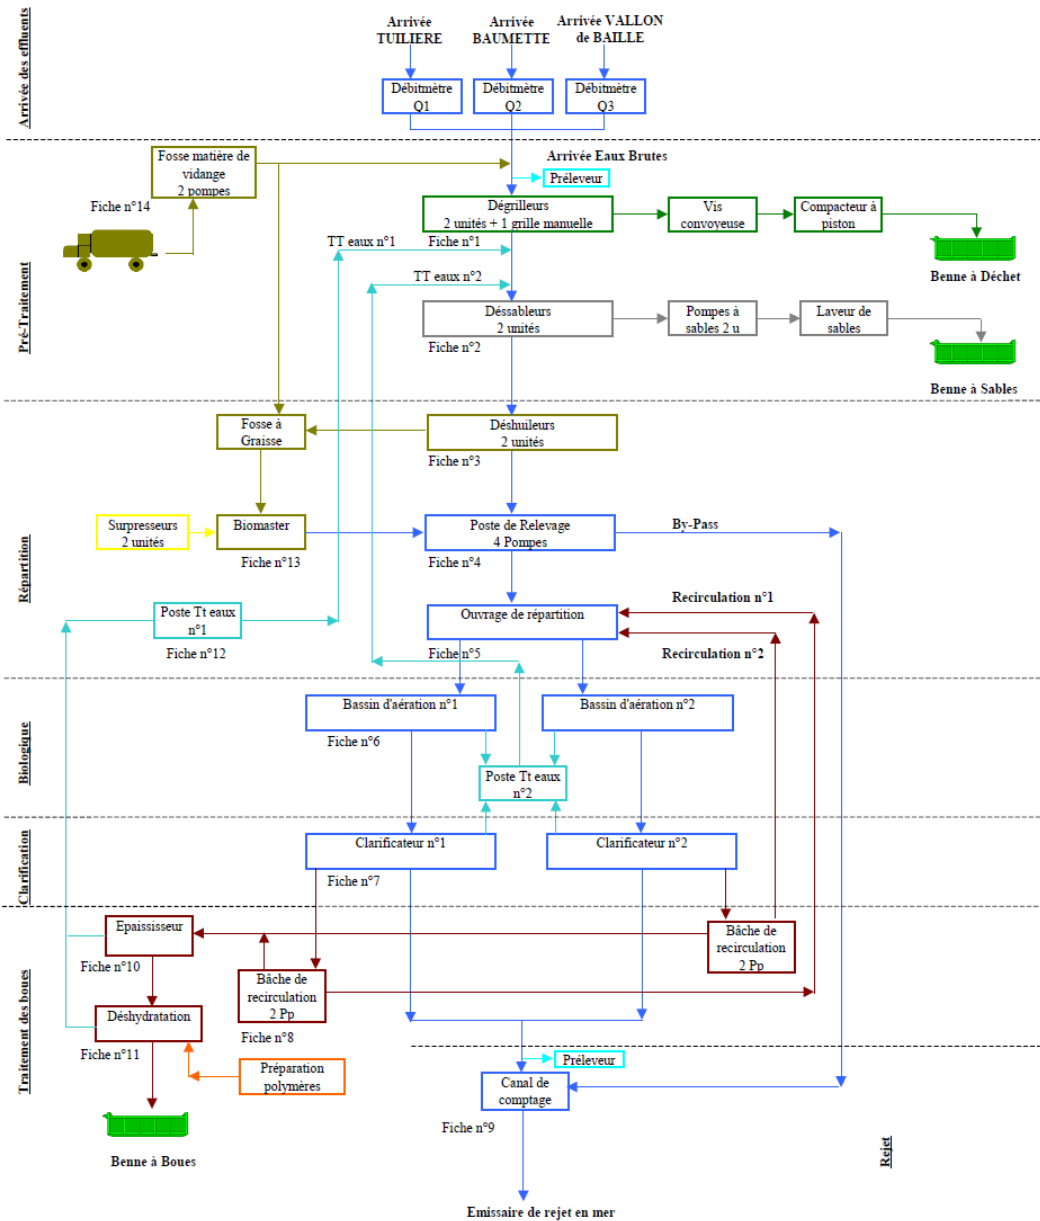 Arrivée des effluents
Arrivée
TUILIERE
Arrivée
BAUMETTE
Arrivée VALLON
de BAILLE
Débitmètre
Q1
Débitmètre
Q2
Débitmètre
Q3
Pré-Traitement
Fosse matière de
vidange
2 pompes
Fiche n°14
Arrivée Eaux Brutes
Préleveur
Dégrilleurs
2 unités + 1 grille manuelle
Vis
convoyeuse
Compacteur à
piston
TT eaux n°1
Fiche n°1
Benne à Déchet
TT eaux n°2
Déssableurs
2 unités
Pompes à
sables 2 u
Laveur de
sables
Fiche n°2
Benne à Sables
Répartition
Fosse à
Graisse
Déshuileurs
2 unités
Fiche n°3
Surpresseurs
2 unités
Biomaster
Poste de Relevage
4 Pompes
By-Pass
Fiche n°13
Fiche n°4
Poste Tt eaux
n°1
Ouvrage de répartition
Recirculation n°1
Fiche n°12
Fiche n°5
Recirculation n°2
Biologique
Bassin d'aération n°1
Bassin d'aération n°2
Fiche n°6
Poste Tt eaux
n°2
Clarification
Clarificateur n°1
Clarificateur n°2
Fiche n°7
Traitement des boues
Epaississeur
Bâche de
recirculation
2 Pp
Fiche n°10
Bâche de
recirculation
2 Pp
Déshydratation
Fiche n°8
Fiche n°11
Préparation
polymères
Préleveur
Canal de
comptage
Fiche n°9
Benne à Boues
Rejet
Emissaire de rejet en mer